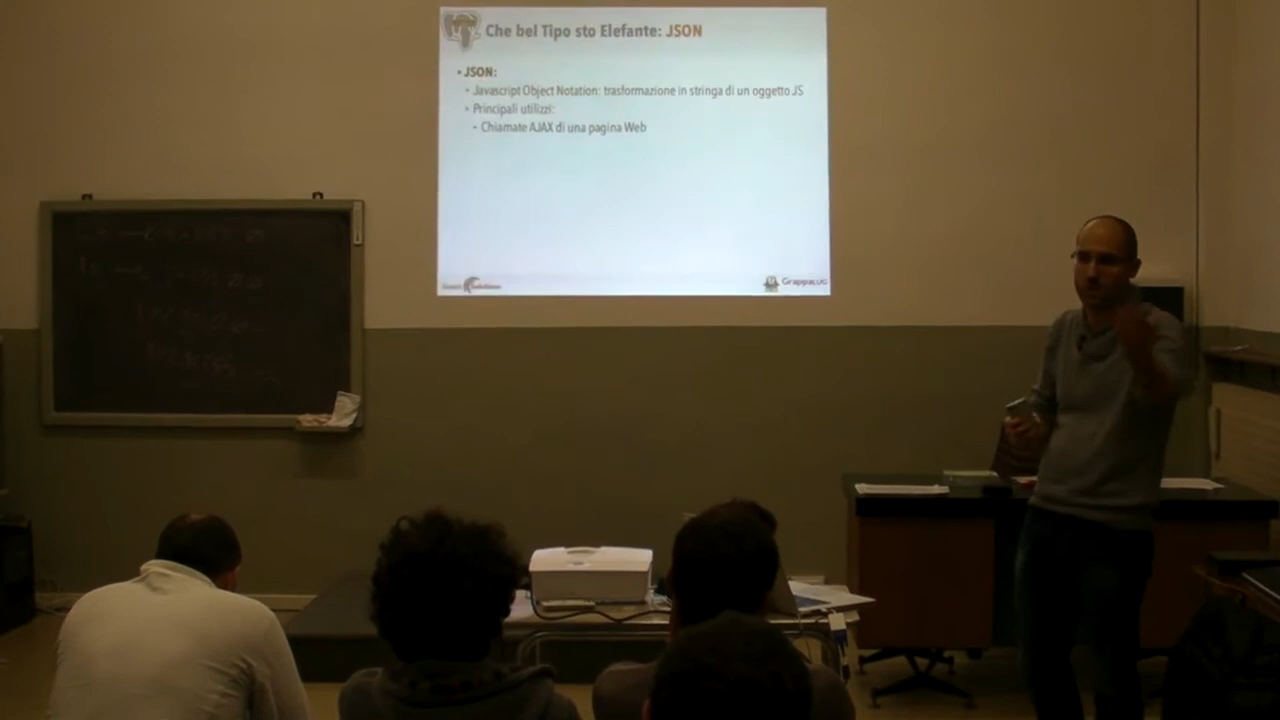 Che bel Tipo sto Elefante: JSON
• JSON:
• Javascript Object Notation: trasformazione in stringa di un oggetto JS
• Principali utilizzi:
• Chiamate AJAX di una pagina Web
GrappaLUG